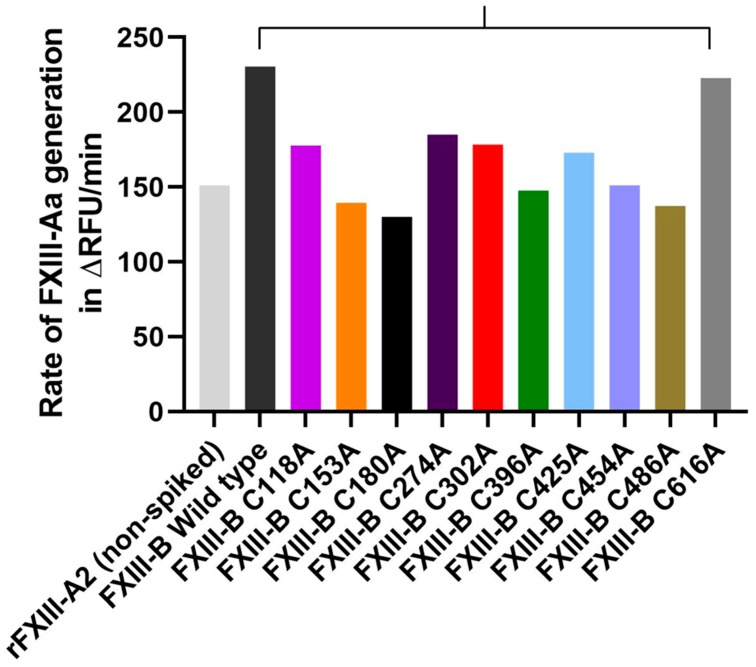 Rate of FXIII-Aa generation
in ΔRFU/min
250
200
150
100
50
0
rFXIII-A2 (non-spiked)
FXIII-B Wild type
FXIII-B C118A
FXIII-B C153A
FXIII-B C180A
FXIII-B C274A
FXIII-B C302A
FXIII-B C396A
FXIII-B C425A
FXIII-B C454A
FXIII-B C486A
FXIII-B C616A